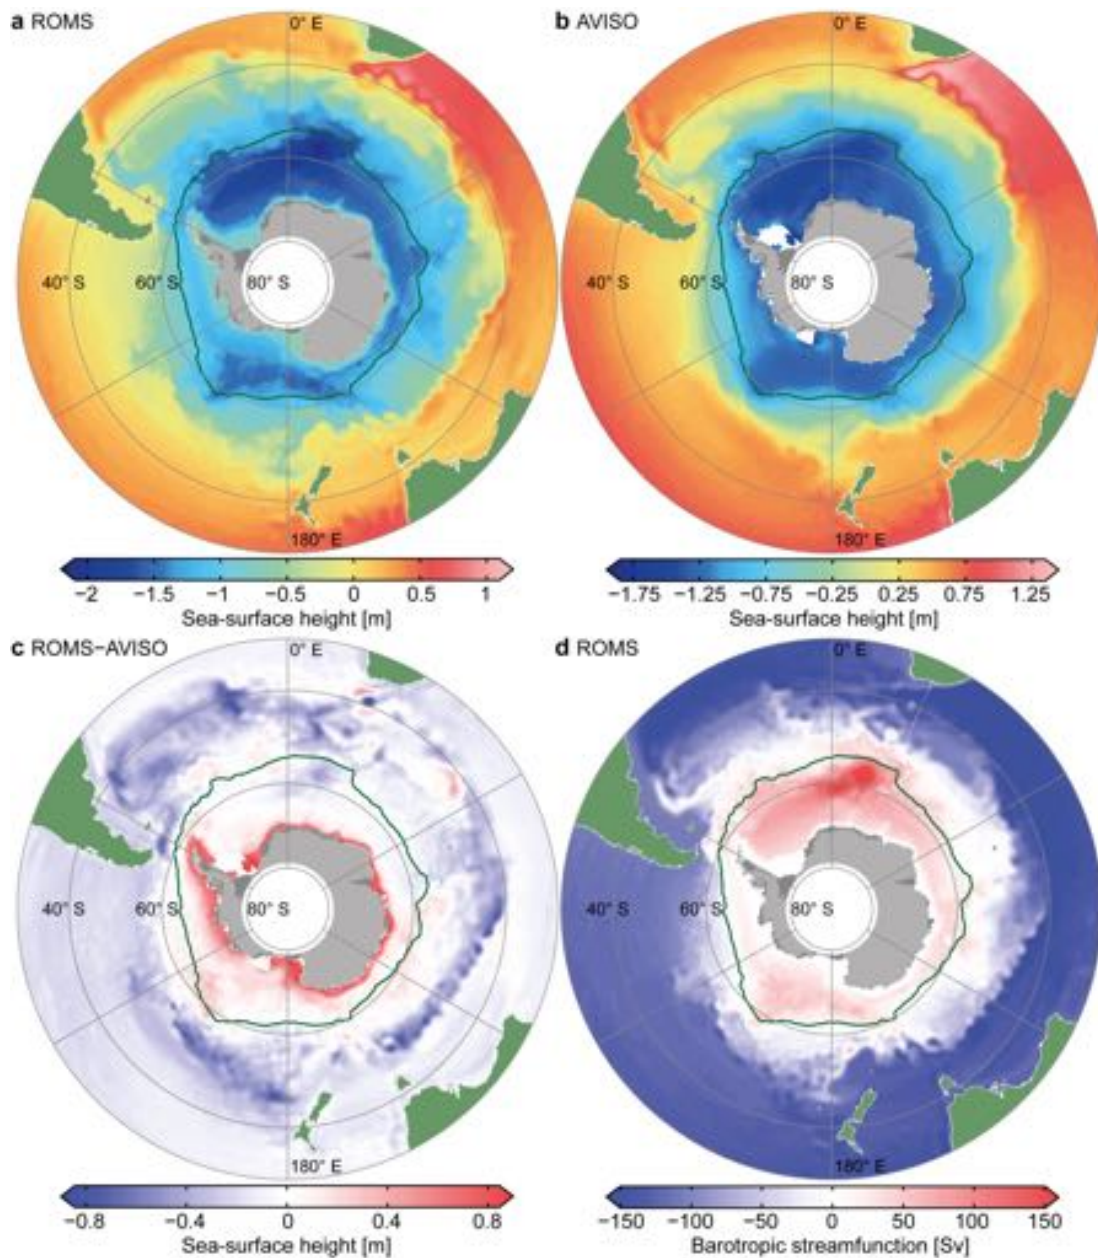 a ROMS
0° E
40° S
60° S
80° S
180° E
−2 −1.5 −1 −0.5 0 0.5 1
Sea-surface height [m]
b AVISO
0° E
40° S
60° S
80° S
180° E
−1.75 −1.25 −0.75 −0.25 0.25 0.75 1.25
Sea-surface height [m]
c ROMS−AVISO
0° E
40° S
60° S
80° S
180° E
−0.8 −0.4 0 0.4 0.8
Sea-surface height [m]
d ROMS
0° E
40° S
60° S
80° S
180° E
−150 −100 −50 0 50 100 150
Barotropic streamfunction [Sv]